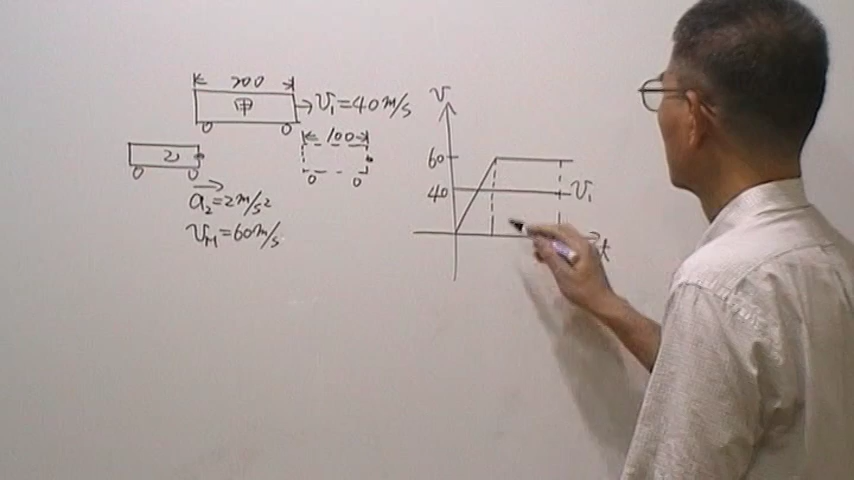 200
甲
V₁=40m/s
100
乙
a₂=2m/s²
V_M=60m/s
v
60
40
V₁
t